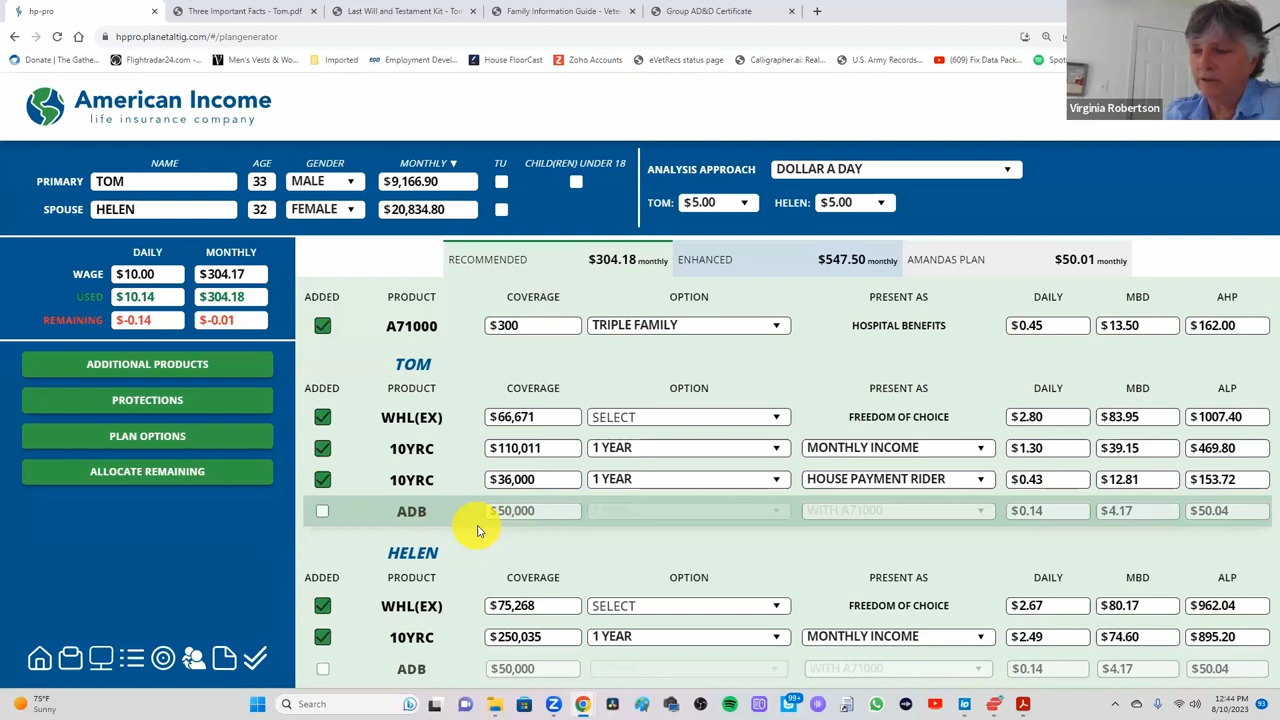 hp-pro
Three Important Facts - Tom.pdf
Last Will and Testament Kit - To
Family Information Guide - Veter
Group AD&D Certificate
hppro.planetaltig.com/#/plangenerator
Donate | The Gathe...
Flightradar24.com -...
Men's Vests & Wo...
Imported
EDD Employment Devel...
House FloorCast
Zoho Accounts
eVetRecs status page
Calligrapher.ai: Real...
U.S. Army Records...
(609) Fix Data Pack...
Spot
Virginia Robertson
American Income
life insurance company
NAME AGE GENDER MONTHLY ▼ TU CHILD(REN) UNDER 18
PRIMARY TOM 33 MALE $9,166.90
SPOUSE HELEN 32 FEMALE $20,834.80
ANALYSIS APPROACH DOLLAR A DAY
TOM: $5.00 HELEN: $5.00
DAILY MONTHLY
WAGE $10.00 $304.17
USED $10.14 $304.18
REMAINING $-0.14 $-0.01
ADDITIONAL PRODUCTS
PROTECTIONS
PLAN OPTIONS
ALLOCATE REMAINING
RECOMMENDED $304.18 monthly
ENHANCED $547.50 monthly
AMANDAS PLAN $50.01 monthly
ADDED PRODUCT COVERAGE OPTION PRESENT AS DAILY MBD AHP
A71000 $300 TRIPLE FAMILY HOSPITAL BENEFITS $0.45 $13.50 $162.00
TOM
ADDED PRODUCT COVERAGE OPTION PRESENT AS DAILY MBD ALP
WHL(EX) $66,671 SELECT FREEDOM OF CHOICE $2.80 $83.95 $1007.40
10YRC $110,011 1 YEAR MONTHLY INCOME $1.30 $39.15 $469.80
10YRC $36,000 1 YEAR HOUSE PAYMENT RIDER $0.43 $12.81 $153.72
ADB $50,000 WITH A71000 $0.14 $4.17 $50.04
HELEN
ADDED PRODUCT COVERAGE OPTION PRESENT AS DAILY MBD ALP
WHL(EX) $75,268 SELECT FREEDOM OF CHOICE $2.67 $80.17 $962.04
10YRC $250,035 1 YEAR MONTHLY INCOME $2.49 $74.60 $895.20
ADB $50,000 WITH A71000 $0.14 $4.17 $50.04
75°F
Sunny
Search
99+
12:44 PM
8/10/2023
93